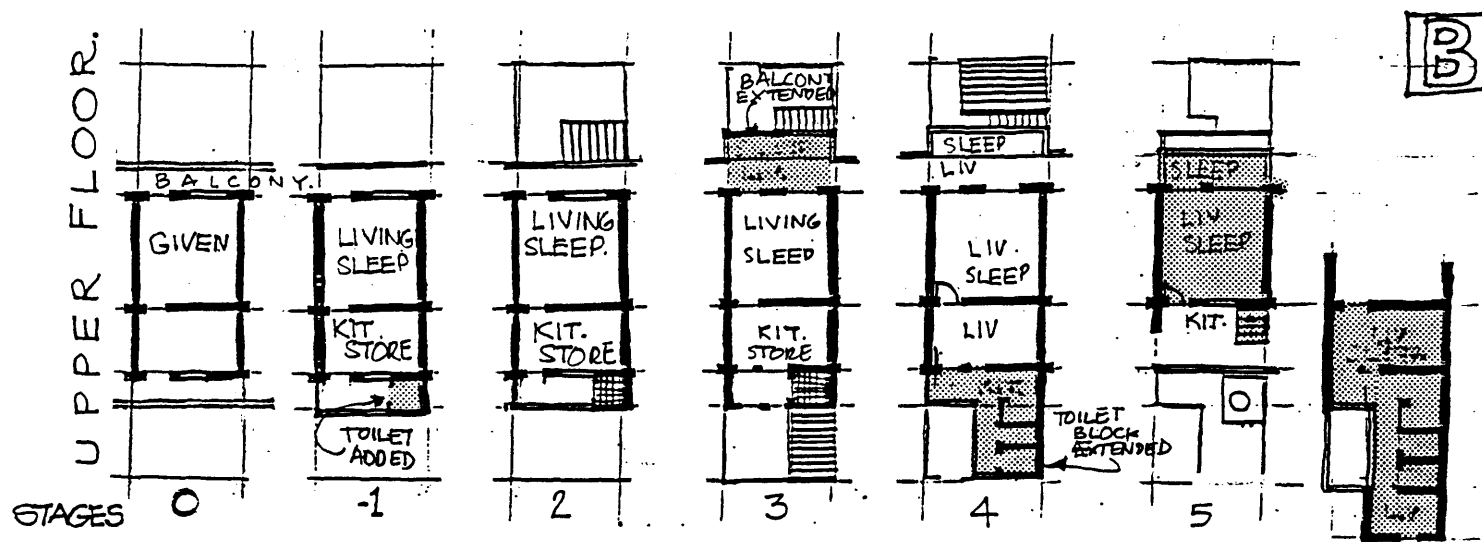 B
UPPER FLOOR.
BALCONY.
GIVEN
LIVING
SLEEP
KIT.
STORE
TOILET
ADDED
LIVING
SLEEP.
KIT.
STORE
BALCONY
EXTENDED
LIVING
SLEEP
KIT.
STORE
SLEEP
LIV
LIV.
SLEEP
LIV
TOILET
BLOCK
EXTENDED
SLEEP
LIV
SLEEP
KIT.
STAGES 0 -1 2 3 4 5